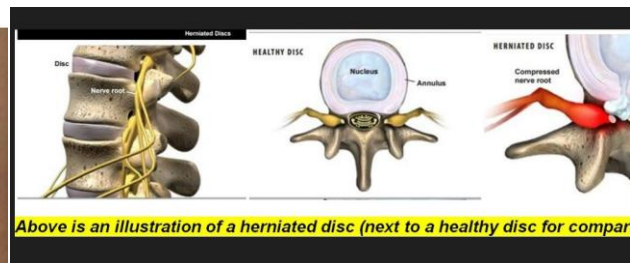 Herniated Discs
Disc
Nerve root
HEALTHY DISC
Nucleus
Annulus
HERNIATED DISC
Compressed
nerve root
Above is an illustration of a herniated disc (next to a healthy disc for compar